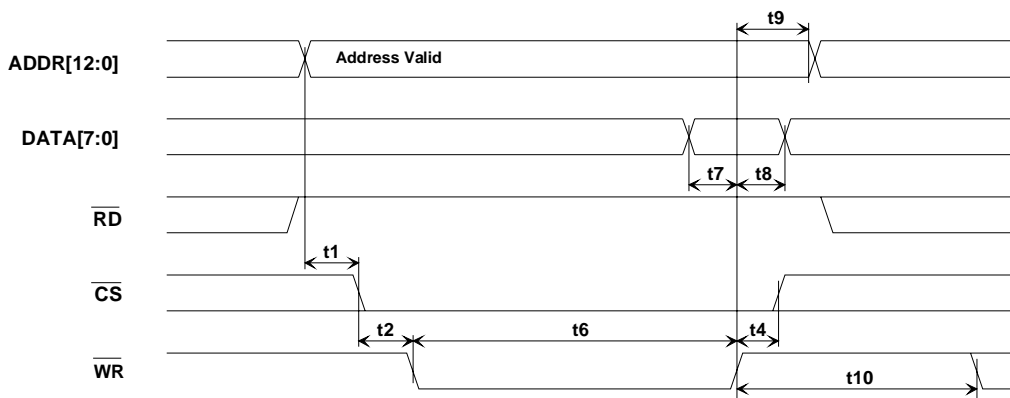 t9
ADDR[12:0]
Address Valid
DATA[7:0]
t7
t8
RD
t1
CS
t2
t6
t4
WR
t10